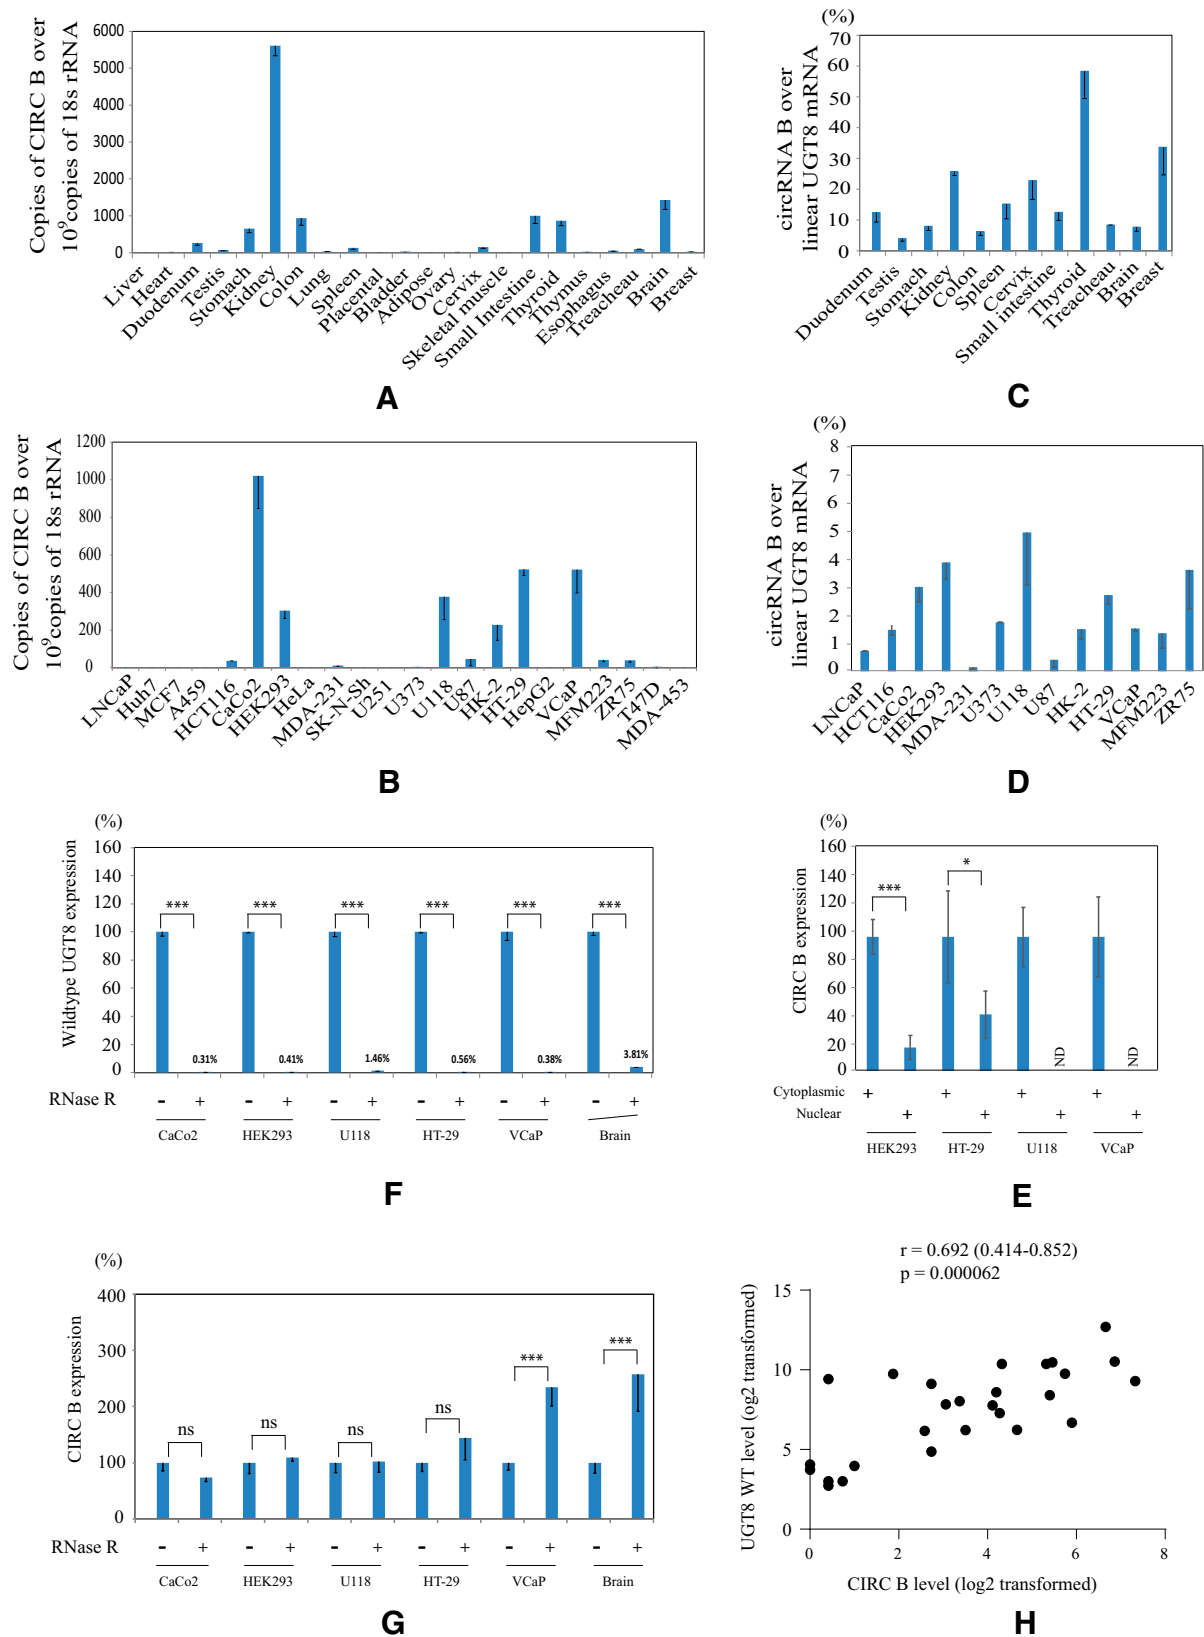 Copies of CIRC B over
10⁹copies of 18s rRNA
6000
5000
4000
3000
2000
1000
0
Liver
Heart
Duodenum
Testis
Stomach
Kidney
Colon
Lung
Spleen
Placental
Bladder
Adipose
Ovary
Cervix
Skeletal muscle
Small Intestine
Thyroid
Thymus
Esophagus
Treacheau
Brain
Breast
A
(%)
circRNA B over
linear UGT8 mRNA
70
60
50
40
30
20
10
0
Duodenum
Testis
Stomach
Kidney
Colon
Spleen
Cervix
Small intestine
Thyroid
Treacheau
Brain
Breast
C
Copies of CIRC B over
10⁹copies of 18s rRNA
1200
1000
800
600
400
200
0
LNCaP
Huh7
MCF7
A459
HCT116
CaCo2
HEK293
HeLa
MDA-231
SK-N-Sh
U251
U373
U118
U87
HK-2
HT-29
HepG2
VCaP
MFM223
ZR75
T47D
MDA-453
B
(%)
circRNA B over
linear UGT8 mRNA
8
7
6
5
4
3
2
1
0
LNCaP
HCT116
CaCo2
HEK293
MDA-231
U373
U118
U87
HK-2
HT-29
VCaP
MFM223
ZR75
D
(%)
Wildtype UGT8 expression
160
140
120
100
80
60
40
20
0
*** *** *** *** *** ***
0.31% 0.41% 1.46% 0.56% 0.38% 3.81%
RNase R - + - + - + - + - + - +
CaCo2 HEK293 U118 HT-29 VCaP Brain
F
(%)
CIRC B expression
160
140
120
100
80
60
40
20
0
*** *
ND ND
Cytoplasmic + + + +
Nuclear + + + +
HEK293 HT-29 U118 VCaP
E
(%)
CIRC B expression
400
300
200
100
0
ns ns ns ns *** ***
RNase R - + - + - + - + - + - +
CaCo2 HEK293 U118 HT-29 VCaP Brain
G
r = 0.692 (0.414-0.852)
p = 0.000062
UGT8 WT level (og2 transformed)
15
10
5
0
0 2 4 6 8
CIRC B level (log2 transformed)
H